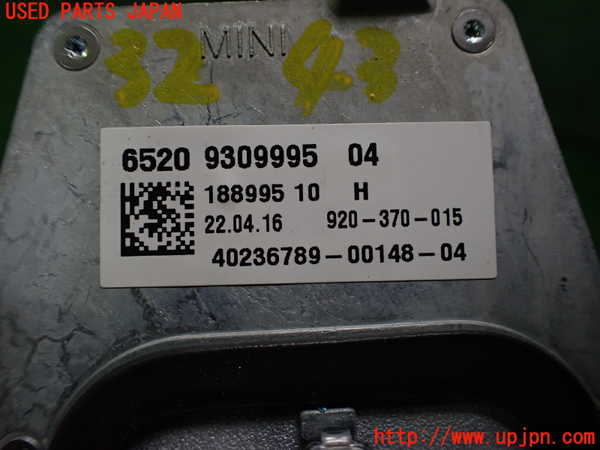 USED PARTS JAPAN
MINI
32 43
6520 9309995 04
188995 10 H
22.04.16 920-370-015
40236789-00148-04
http://www.upjpn.com/